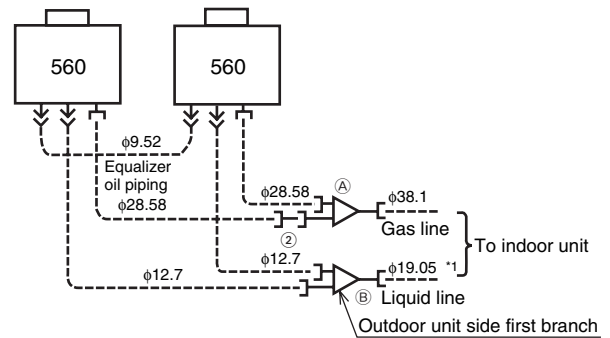 560
560
φ9.52
Equalizer
oil piping
φ28.58
φ28.58
Ⓐ
φ38.1
Gas line
②
To indoor unit
φ12.7
φ12.7
φ19.05 *1
Ⓑ
Liquid line
Outdoor unit side first branch